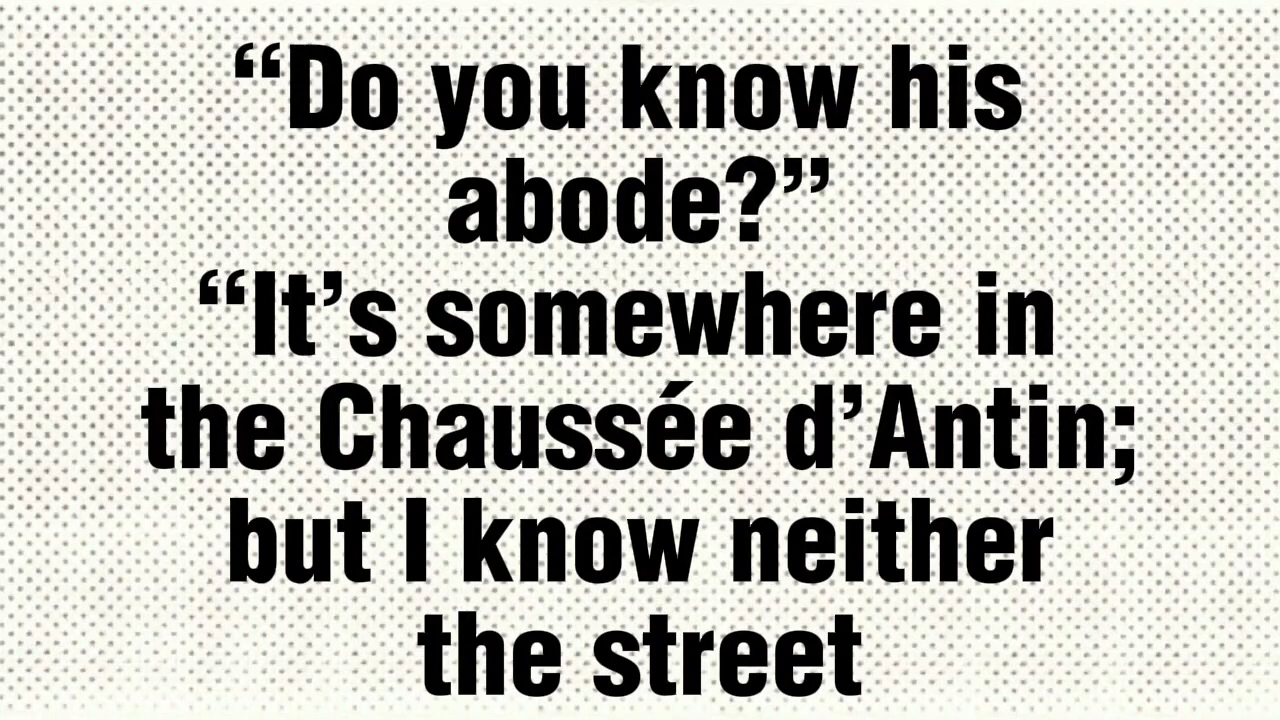 “Do you know his
abode?”
“It’s somewhere in
the Chaussée d’Antin;
but I know neither
the street